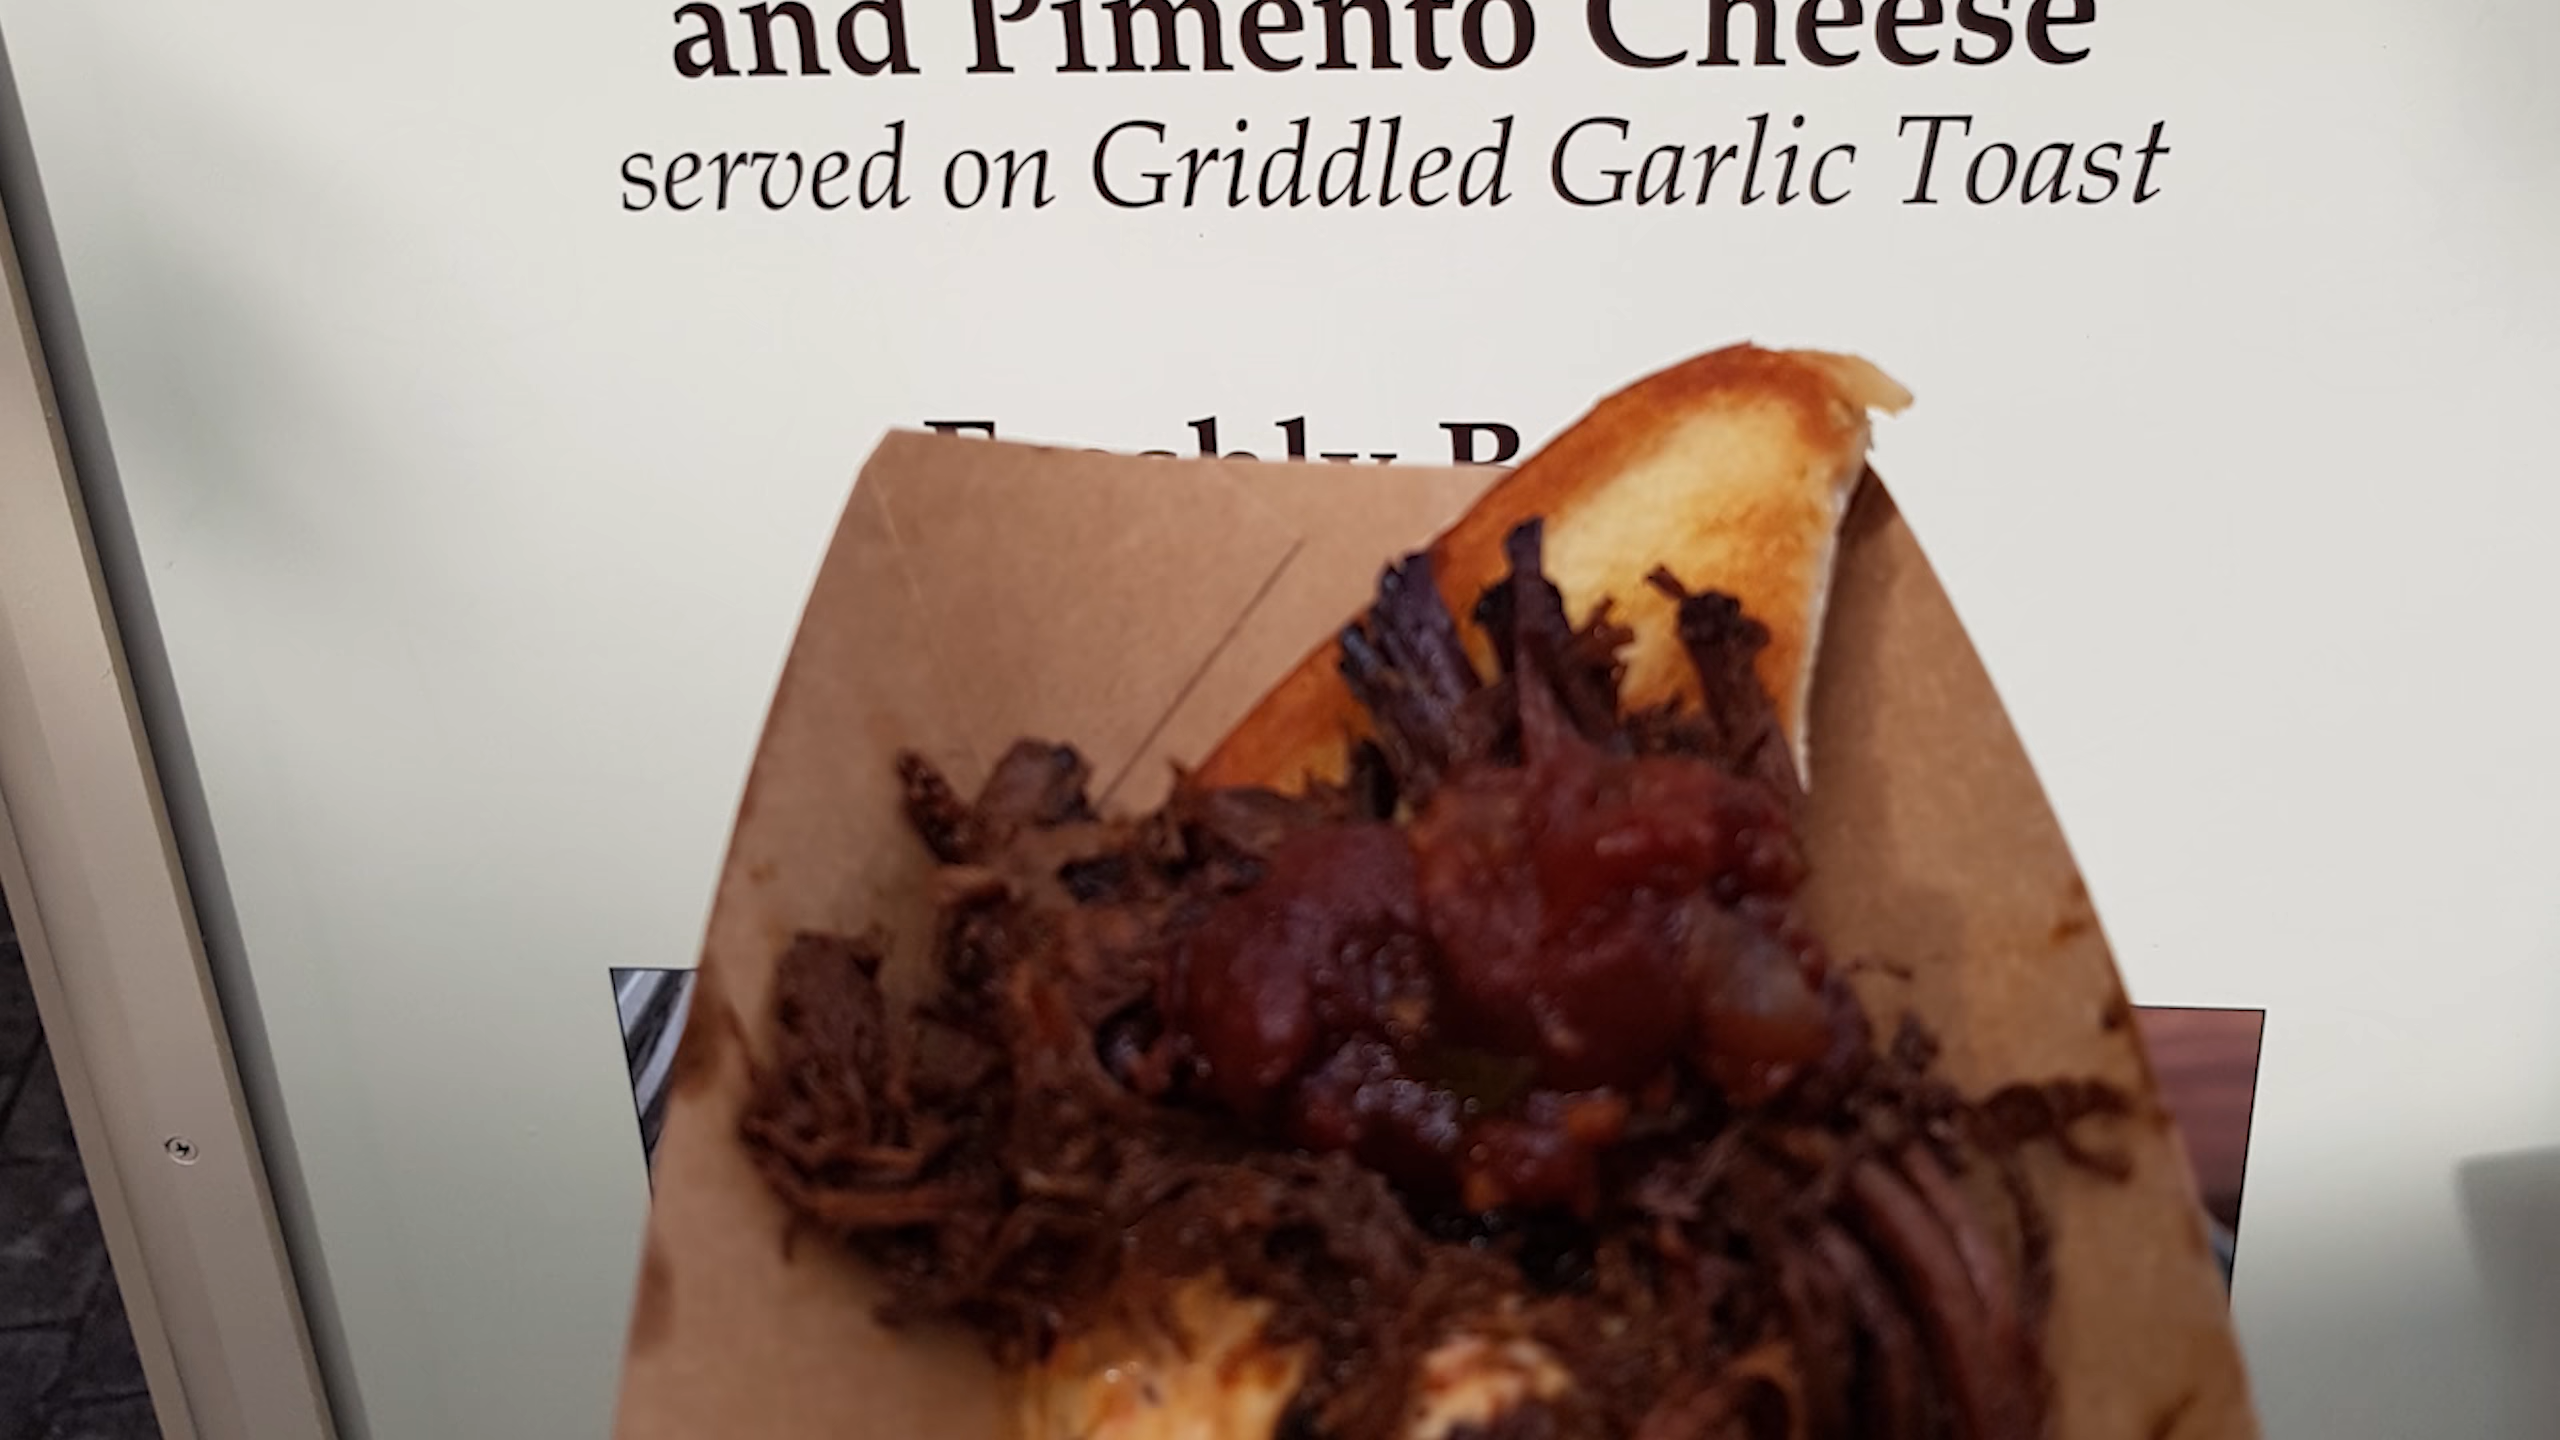 and Pimento Cheese
served on Griddled Garlic Toast